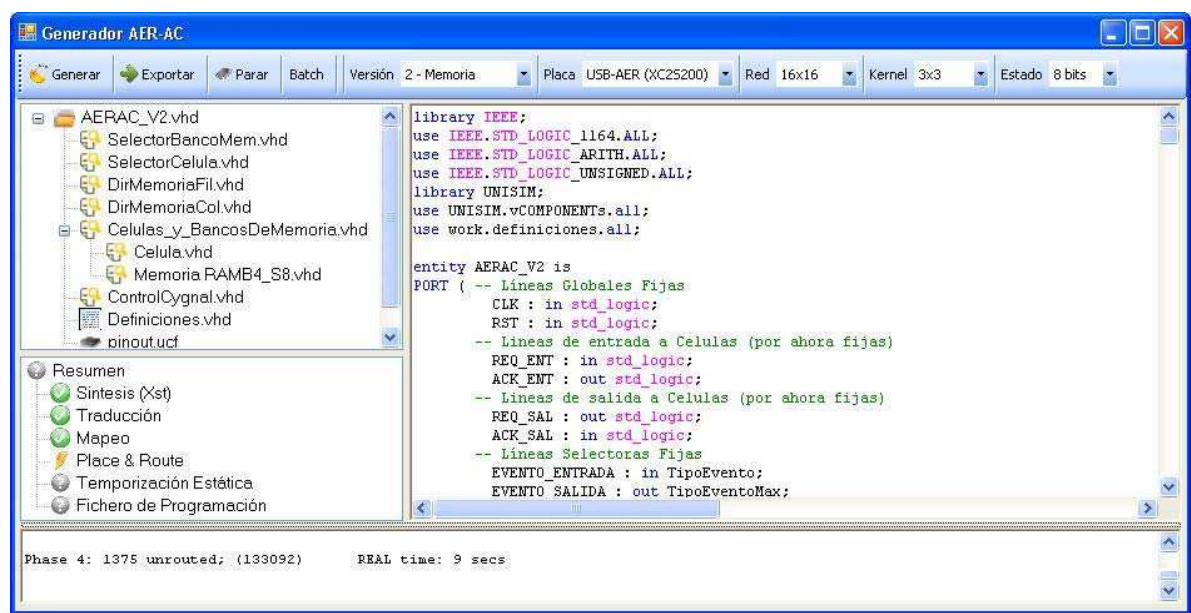 Generador AER-AC
Generar Exportar Parar Batch Versión 2 - Memoria Placa USB-AER (XC2S200) Red 16x16 Kernel 3x3 Estado 8 bits
AERAC_V2.vhd
SelectorBancoMem.vhd
SelectorCelula.vhd
DirMemoriaFil.vhd
DirMemoriaCol.vhd
Celulas_y_BancosDeMemoria.vhd
Celula.vhd
Memoria RAMB4_S8.vhd
ControlCygnal.vhd
Definiciones.vhd
pinout.ucf
Resumen
Sintesis (Xst)
Traducción
Mapeo
Place & Route
Temporización Estática
Fichero de Programación
library IEEE;
use IEEE.STD_LOGIC_1164.ALL;
use IEEE.STD_LOGIC_ARITH.ALL;
use IEEE.STD_LOGIC_UNSIGNED.ALL;
library UNISIM;
use UNISIM.vCOMPONENTs.all;
use work.definiciones.all;
entity AERAC_V2 is
PORT ( -- Líneas Globales Fijas
CLK : in std_logic;
RST : in std_logic;
-- Lineas de entrada a Celulas (por ahora fijas)
REQ_ENT : in std_logic;
ACK_ENT : out std_logic;
-- Lineas de salida a Celulas (por ahora fijas)
REQ_SAL : out std_logic;
ACK_SAL : in std_logic;
-- Líneas Selectoras Fijas
EVENTO_ENTRADA : in TipoEvento;
EVENTO_SALIDA : out TipoEventoMax;
Phase 4: 1375 unrouted; (133092) REAL time: 9 secs